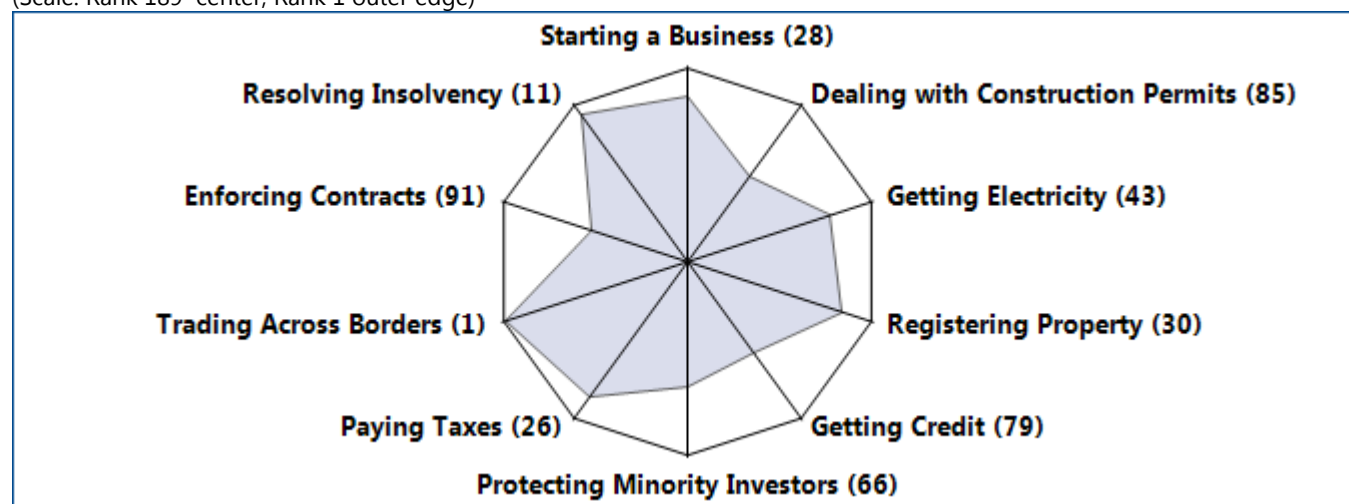 (Scale: Rank 189 center, Rank 1 outer edge)
Starting a Business (28)
Resolving Insolvency (11)
Dealing with Construction Permits (85)
Enforcing Contracts (91)
Getting Electricity (43)
Trading Across Borders (1)
Registering Property (30)
Paying Taxes (26)
Getting Credit (79)
Protecting Minority Investors (66)